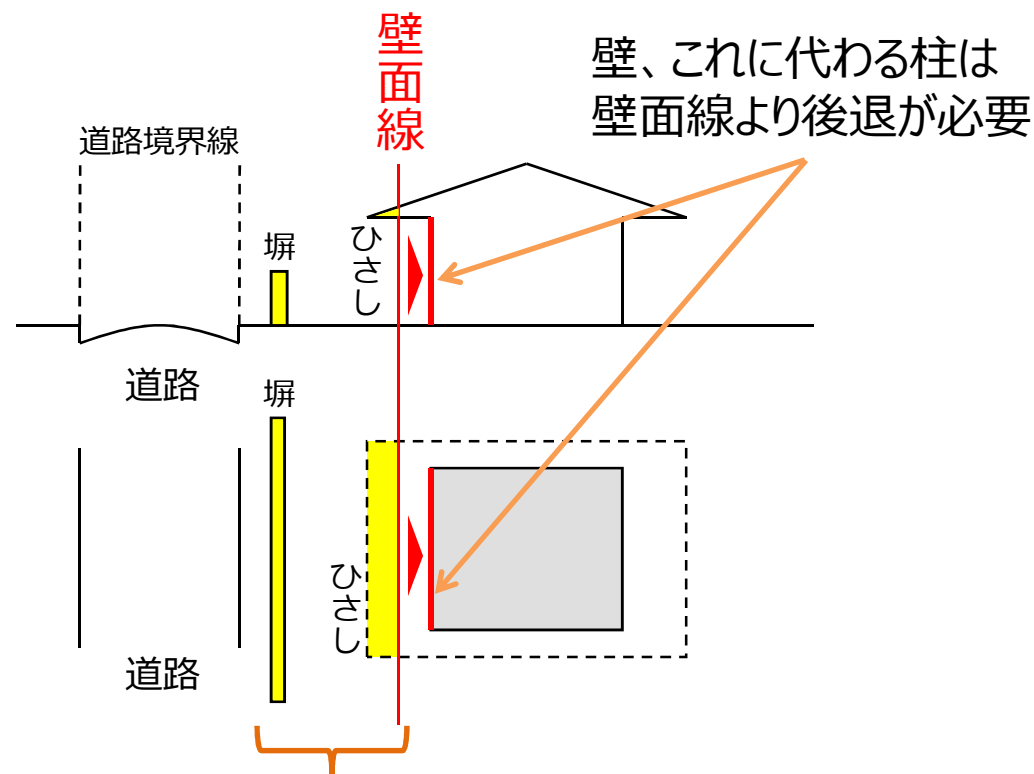 壁面線
壁、これに代わる柱は
壁面線より後退が必要
道路境界線
塀
ひさし
道路
塀
ひさし
道路